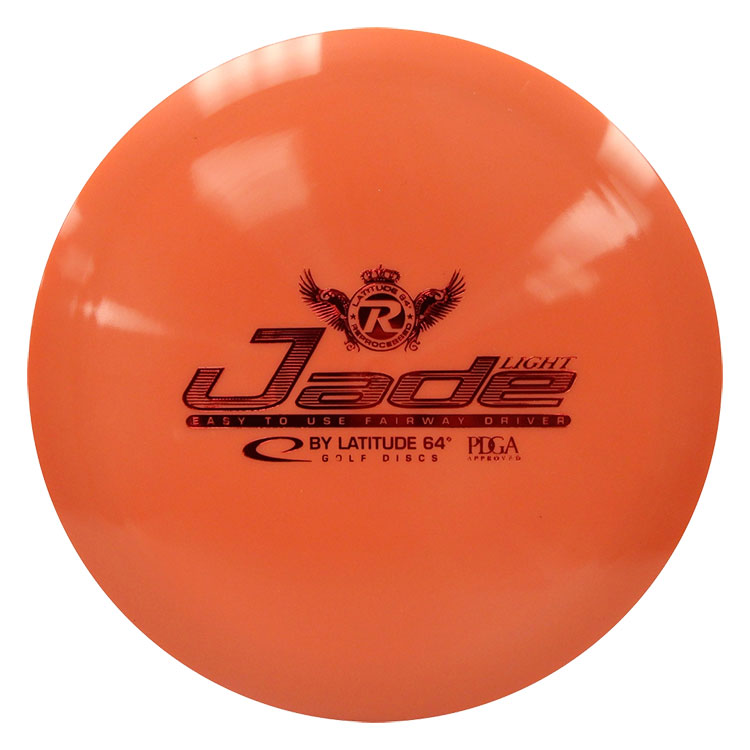 LATITUDE 64°
R
REPROCESSED
Jade LIGHT
EASY TO USE FAIRWAY DRIVER
BY LATITUDE 64° PDGA
GOLF DISCS APPROVED